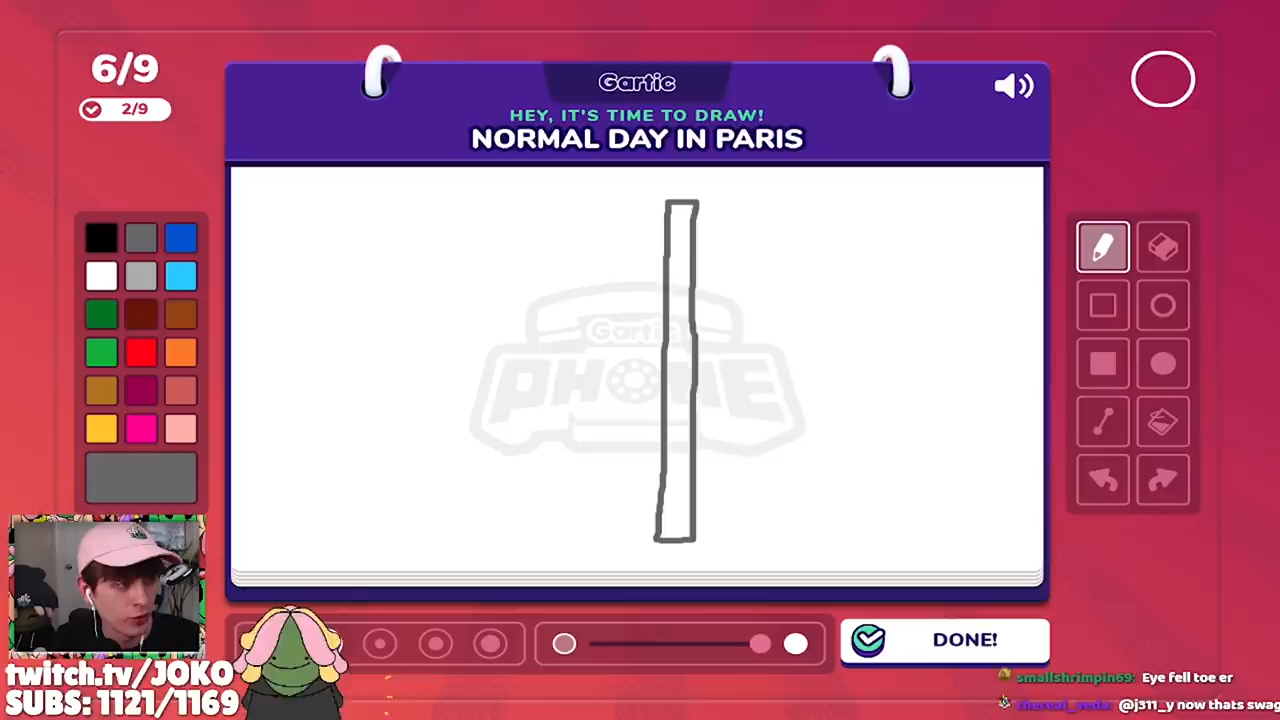 6/9
2/9
Gartic
HEY, IT'S TIME TO DRAW!
NORMAL DAY IN PARIS
Gartic
PHONE
DONE!
twitch.tv/JOKO
SUBS: 1121/1169
smallshrimpin69: Eye fell toe er
thereal_veda: @j311_y now thats swag